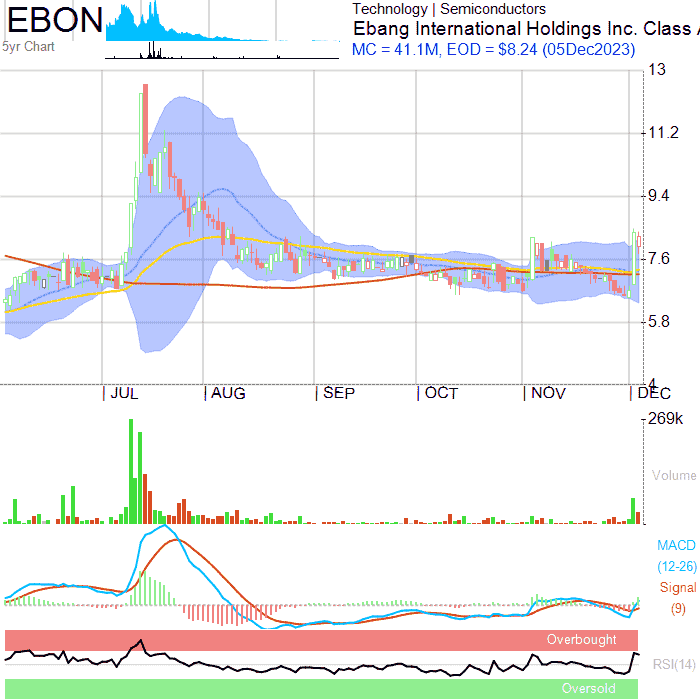 EBON
5yr Chart
Technology | Semiconductors
Ebang International Holdings Inc. Class A
MC = 41.1M, EOD = $8.24 (05Dec2023)
13
11.2
9.4
7.6
5.8
4
JUL AUG SEP OCT NOV DEC
269k
Volume
MACD
(12-26)
Signal
(9)
Overbought
RSI(14)
Oversold